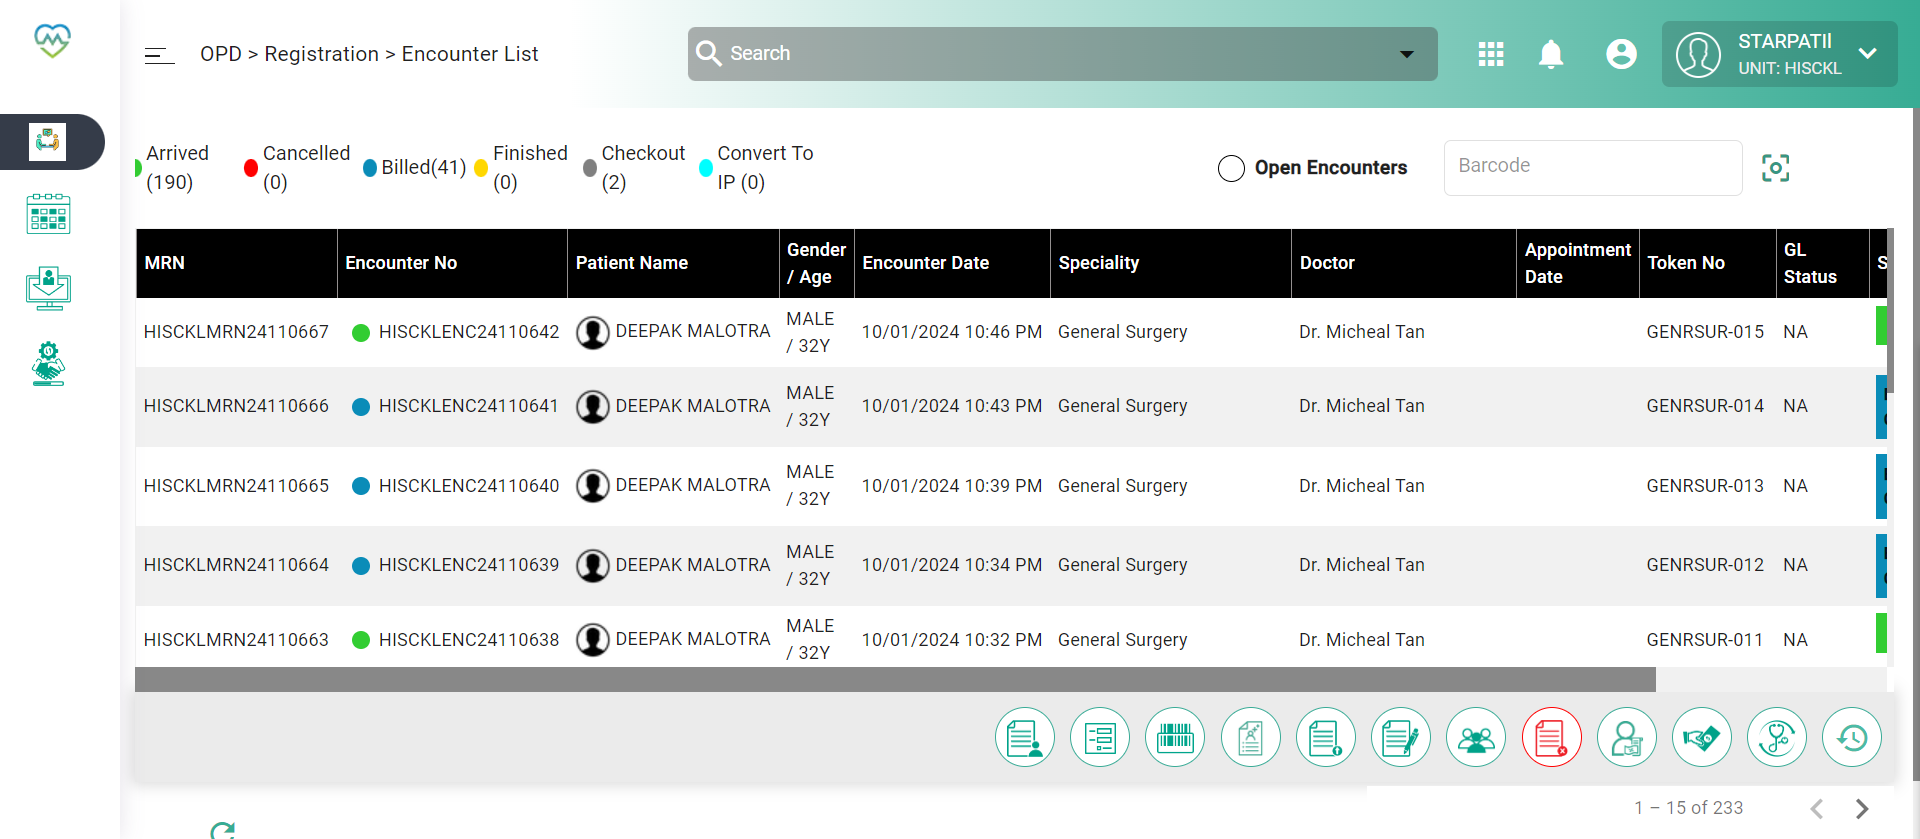 OPD > Registration > Encounter List
Search
STARPATIl
UNIT: HISCKL
Arrived
(190)
Cancelled
(0)
Billed(41)
Finished
(0)
Checkout
(2)
Convert To
IP (0)
Open Encounters
Barcode
MRN Encounter No Patient Name Gender / Age Encounter Date Speciality Doctor Appointment Date Token No GL Status S
HISCKLMRN24110667 HISCKLENC24110642 DEEPAK MALOTRA MALE / 32Y 10/01/2024 10:46 PM General Surgery Dr. Micheal Tan GENRSUR-015 NA
HISCKLMRN24110666 HISCKLENC24110641 DEEPAK MALOTRA MALE / 32Y 10/01/2024 10:43 PM General Surgery Dr. Micheal Tan GENRSUR-014 NA
HISCKLMRN24110665 HISCKLENC24110640 DEEPAK MALOTRA MALE / 32Y 10/01/2024 10:39 PM General Surgery Dr. Micheal Tan GENRSUR-013 NA
HISCKLMRN24110664 HISCKLENC24110639 DEEPAK MALOTRA MALE / 32Y 10/01/2024 10:34 PM General Surgery Dr. Micheal Tan GENRSUR-012 NA
HISCKLMRN24110663 HISCKLENC24110638 DEEPAK MALOTRA MALE / 32Y 10/01/2024 10:32 PM General Surgery Dr. Micheal Tan GENRSUR-011 NA
1 – 15 of 233